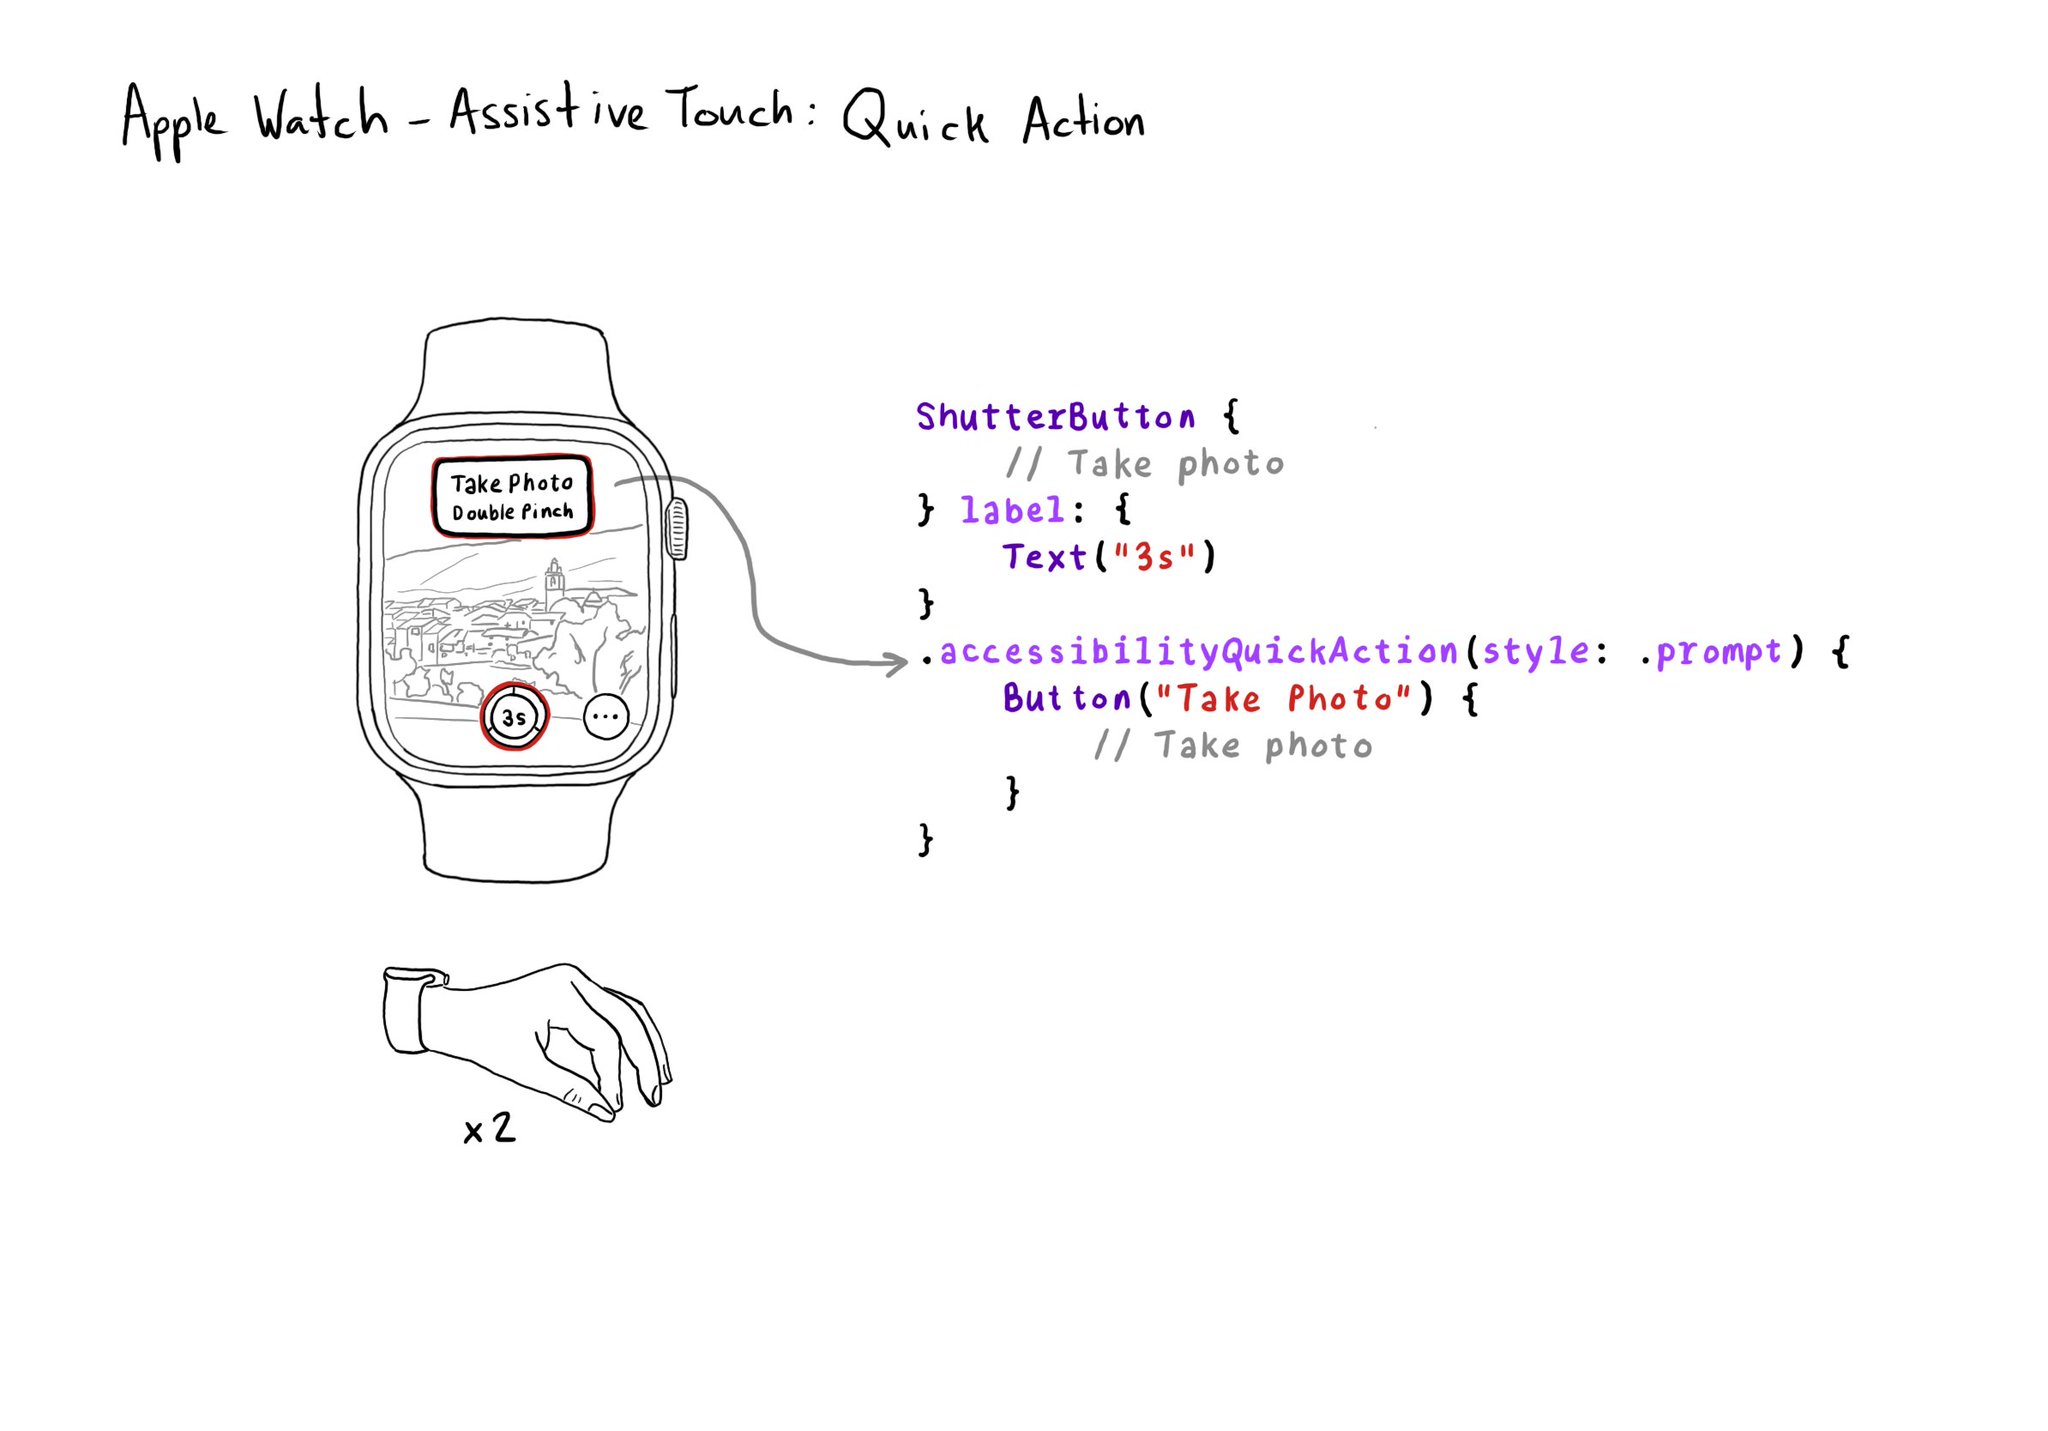 Apple Watch - Assistive Touch: Quick Action
Take Photo
Double Pinch
3s
...
x2
ShutterButton {
    // Take photo
} label: {
    Text("3s")
}
.accessibilityQuickAction(style: .prompt) {
    Button("Take Photo") {
        // Take photo
    }
}